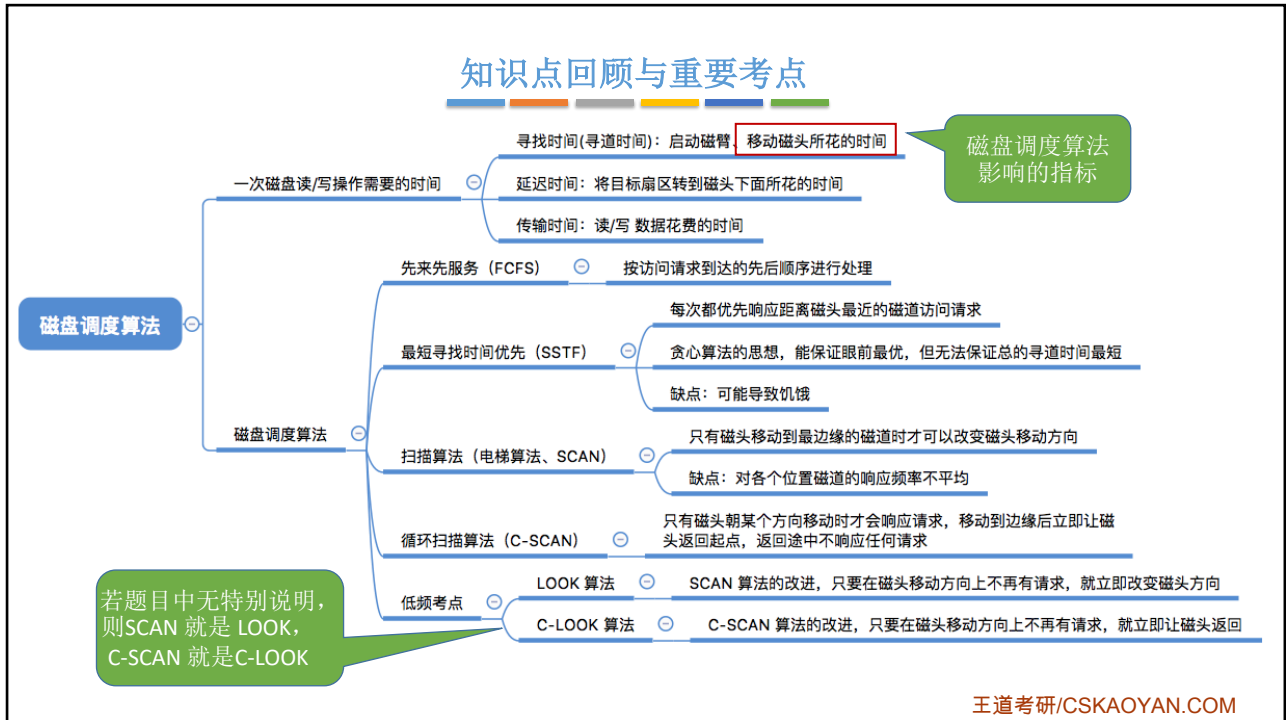 知识点回顾与重要考点
寻找时间(寻道时间)：启动磁臂、移动磁头所花的时间
磁盘调度算法
影响的指标
一次磁盘读/写操作需要的时间
延迟时间：将目标扇区转到磁头下面所花的时间
传输时间：读/写 数据花费的时间
先来先服务（FCFS）
按访问请求到达的先后顺序进行处理
磁盘调度算法
每次都优先响应距离磁头最近的磁道访问请求
最短寻找时间优先（SSTF）
贪心算法的思想，能保证眼前最优，但无法保证总的寻道时间最短
缺点：可能导致饥饿
磁盘调度算法
只有磁头移动到最边缘的磁道时才可以改变磁头移动方向
扫描算法（电梯算法、SCAN）
缺点：对各个位置磁道的响应频率不平均
循环扫描算法（C-SCAN）
只有磁头朝某个方向移动时才会响应请求，移动到边缘后立即让磁
头返回起点，返回途中不响应任何请求
低频考点
LOOK 算法
SCAN 算法的改进，只要在磁头移动方向上不再有请求，就立即改变磁头方向
C-LOOK 算法
C-SCAN 算法的改进，只要在磁头移动方向上不再有请求，就立即让磁头返回
若题目中无特别说明，
则SCAN 就是 LOOK，
C-SCAN 就是C-LOOK
王道考研/CSKAOYAN.COM